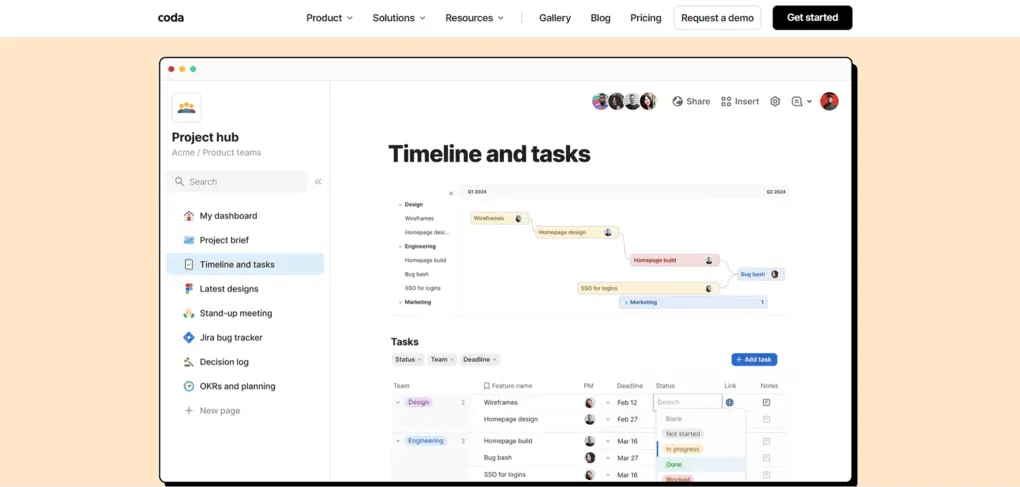 coda
Product
Solutions
Resources
Gallery
Blog
Pricing
Request a demo
Get started
Project hub
Acme / Product teams
Search
My dashboard
Project brief
Timeline and tasks
Latest designs
Stand-up meeting
Jira bug tracker
Decision log
OKRs and planning
+ New page
Share
Insert
Timeline and tasks
Q1 2024
Q2 2024
Design
Wireframes
Homepage desi...
Engineering
Homepage build
Bug bash
SSO for logins
Marketing
Wireframes
Homepage design
Homepage build
Bug bash
SSO for logins
Marketing 1
Tasks
Status
Team
Deadline
+ Add task
Team Feature name PM Deadline Status Link Notes
Design 2 Wireframes Feb 12 Search
Homepage design Feb 27
Engineering 3 Homepage build Mar 16
Bug bash Mar 27
SSO for logins Mar 16
Blank
Not started
In progress
Done
Blocked